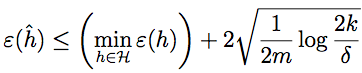 ε(ĥ) ≤ (min_{h∈ℋ} ε(h)) + 2√(1/(2m) log (2k/δ))